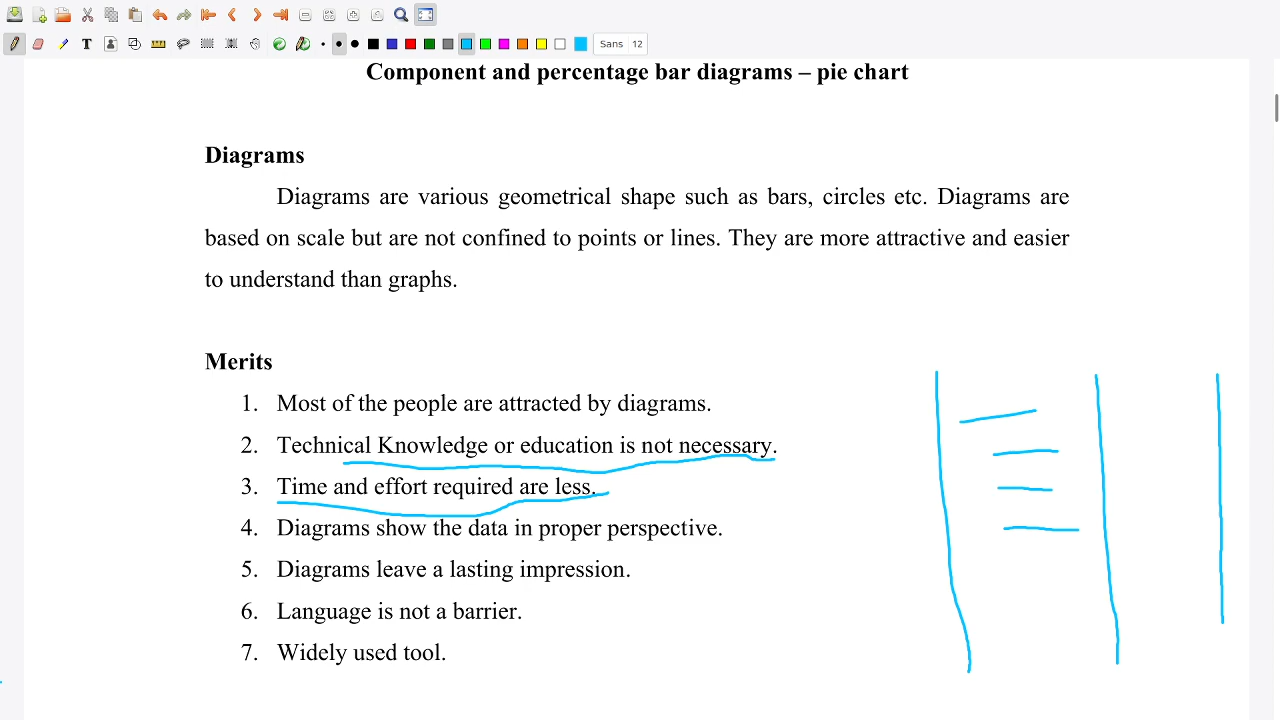 T
Sans 12
Component and percentage bar diagrams – pie chart
Diagrams
Diagrams are various geometrical shape such as bars, circles etc. Diagrams are
based on scale but are not confined to points or lines. They are more attractive and easier
to understand than graphs.
Merits
1. Most of the people are attracted by diagrams.
2. Technical Knowledge or education is not necessary.
3. Time and effort required are less.
4. Diagrams show the data in proper perspective.
5. Diagrams leave a lasting impression.
6. Language is not a barrier.
7. Widely used tool.